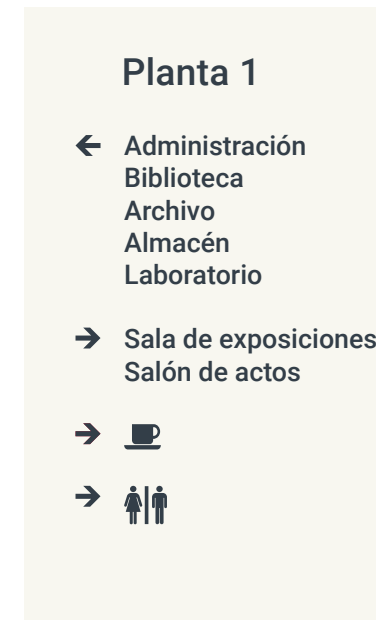 Planta 1
Administración
Biblioteca
Archivo
Almacén
Laboratorio
Sala de exposiciones
Salón de actos